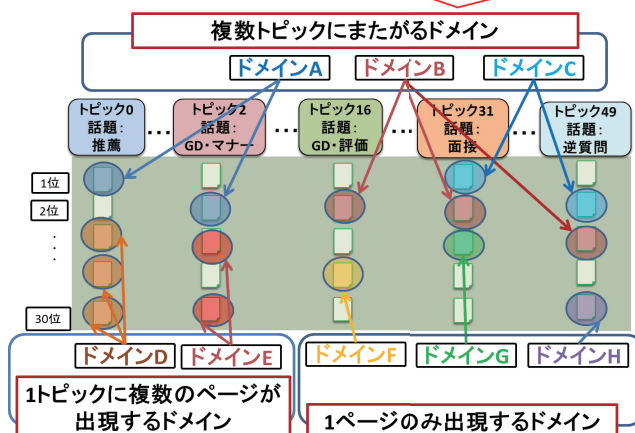 複数トピックにまたがるドメイン
ドメインA ドメインB ドメインC
トピック0
話題:
推薦
…
トピック2
話題:
GD・マナー
…
トピック16
話題:
GD・評価
…
トピック31
話題:
面接
…
トピック49
話題:
逆質問
1位
2位
・
・
・
30位
ドメインD ドメインE ドメインF ドメインG ドメインH
1トピックに複数のページが
出現するドメイン
1ページのみ出現するドメイン